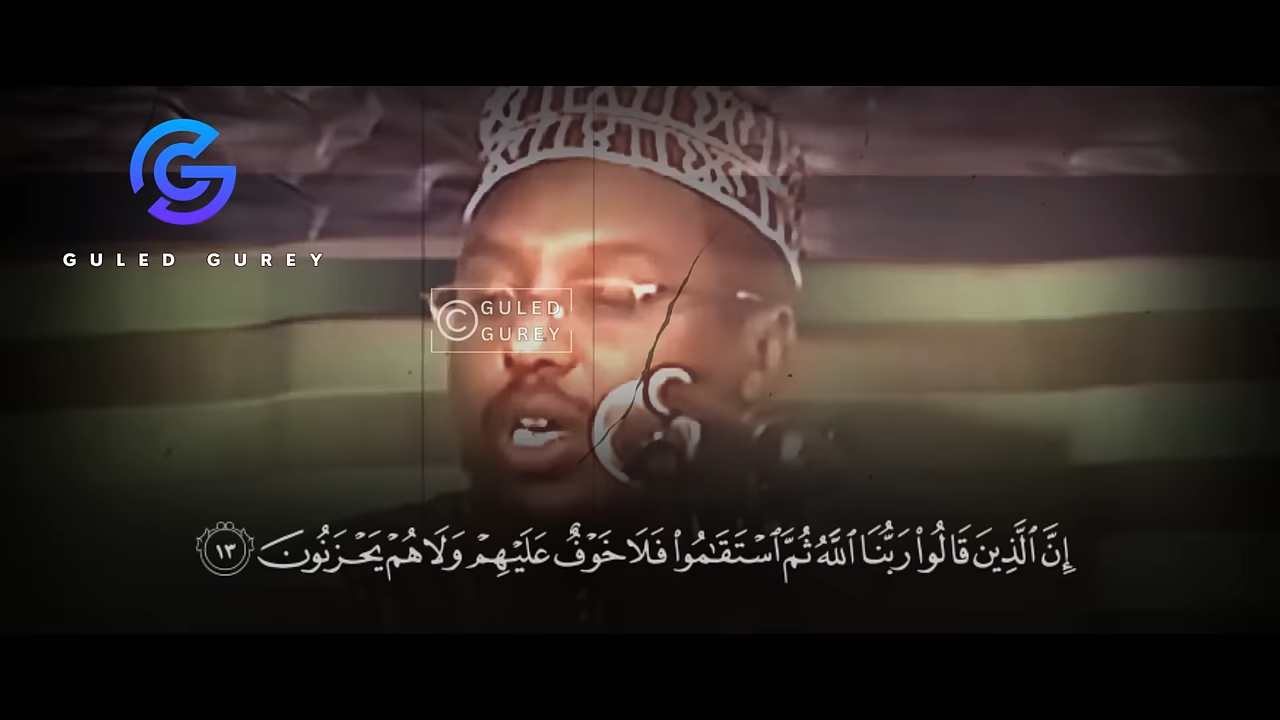 GULED GUREY
©GULED
GUREY
إِنَّ ٱلَّذِينَ قَالُوا۟ رَبُّنَا ٱللَّهُ ثُمَّ ٱسْتَقَـٰمُوا۟ فَلَا خَوْفٌ عَلَيْهِمْ وَلَا هُمْ يَحْزَنُونَ ١٣